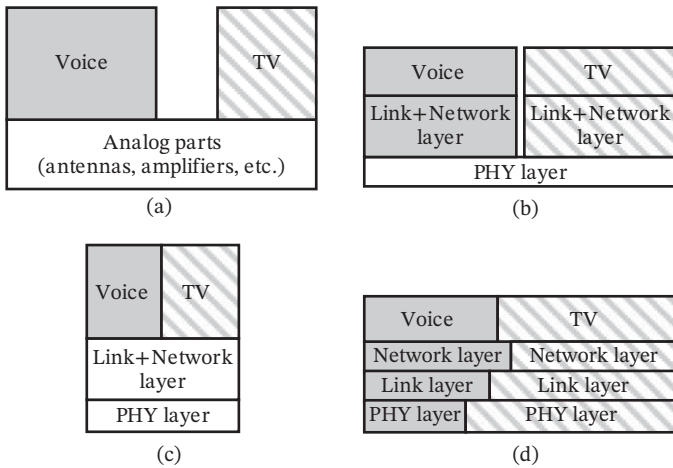 Voice
TV
Analog parts
(antennas, amplifiers, etc.)
(a)
Voice
TV
Link+Network
layer
Link+Network
layer
PHY layer
(b)
Voice
TV
Link+Network
layer
PHY layer
(c)
Voice
TV
Network layer
Network layer
Link layer
Link layer
PHY layer
PHY layer
(d)